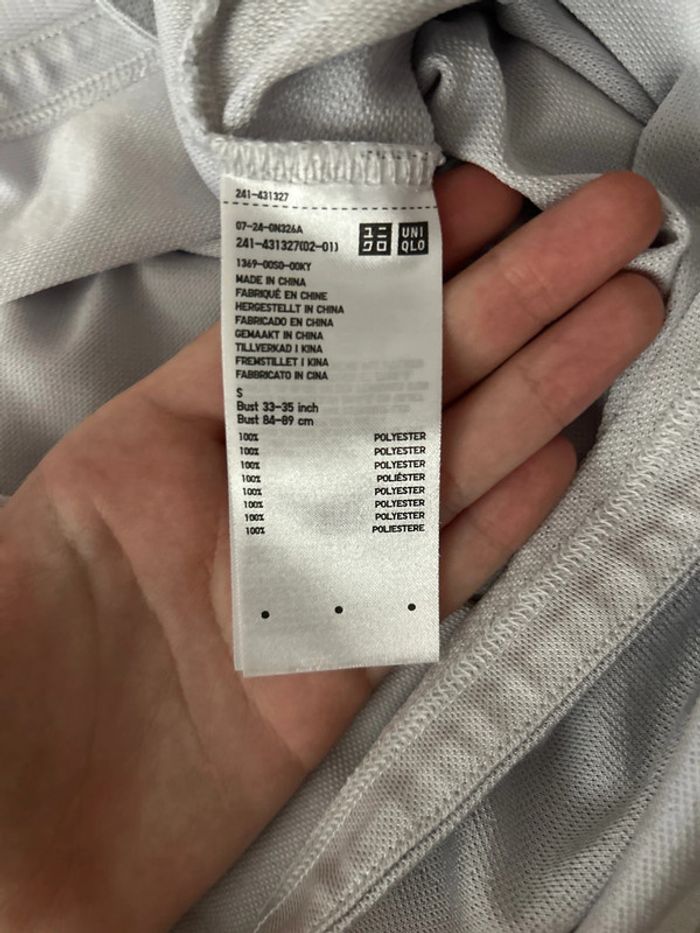 241-431327
07-24-0N326A
241-431327(02-01)
ユニ
クロ
UNI
QLO
1369-00S0-00KY
MADE IN CHINA
FABRIQUÉ EN CHINE
HERGESTELLT IN CHINA
FABRICADO EN CHINA
GEMAAKT IN CHINA
TILLVERKAD I KINA
FREMSTILLET I KINA
FABBRICATO IN CINA
S
Bust 33-35 inch
Bust 84-89 cm
100% POLYESTER
100% POLYESTER
100% POLYESTER
100% POLIÉSTER
100% POLYESTER
100% POLYESTER
100% POLYESTER
100% POLIESTERE